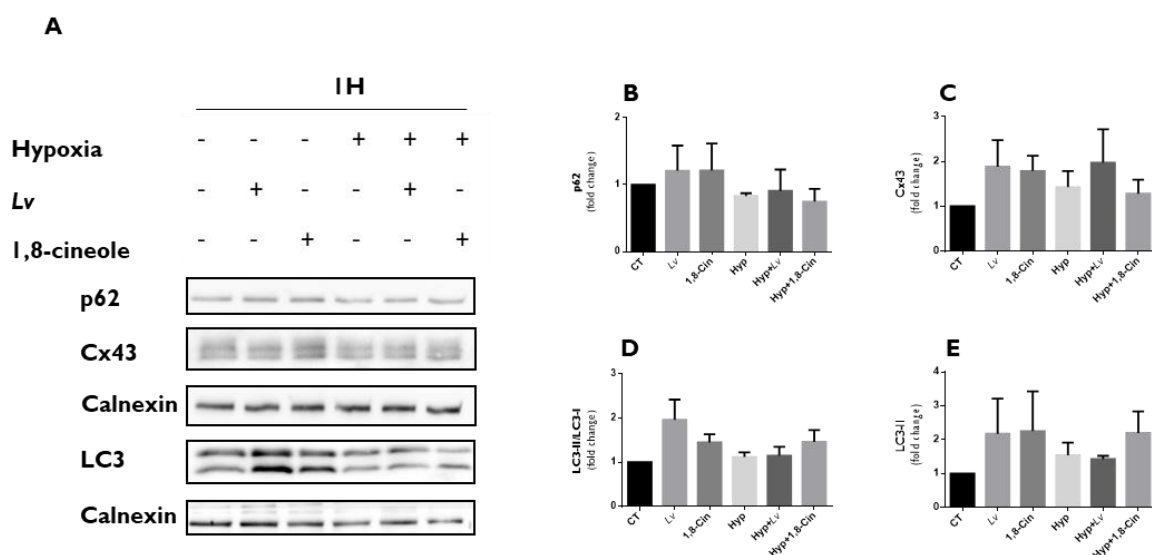 A
1H
Hypoxia - - - + + +
Lv - + - - + -
1,8-cineole - - + - - +
p62
Cx43
Calnexin
LC3
Calnexin
B
p62
(fold change)
2
1
0
CT Lv 1,8-Cin Hyp Hyp+Lv Hyp+1,8-Cin
C
Cx43
(fold change)
3
2
1
0
CT Lv 1,8-Cin Hyp Hyp+Lv Hyp+1,8-Cin
D
LC3-II/LC3-I
(fold change)
3
2
1
0
CT Lv 1,8-Cin Hyp Hyp+Lv Hyp+1,8-Cin
E
LC3-II
(fold change)
4
3
2
1
0
CT Lv 1,8-Cin Hyp Hyp+Lv Hyp+1,8-Cin